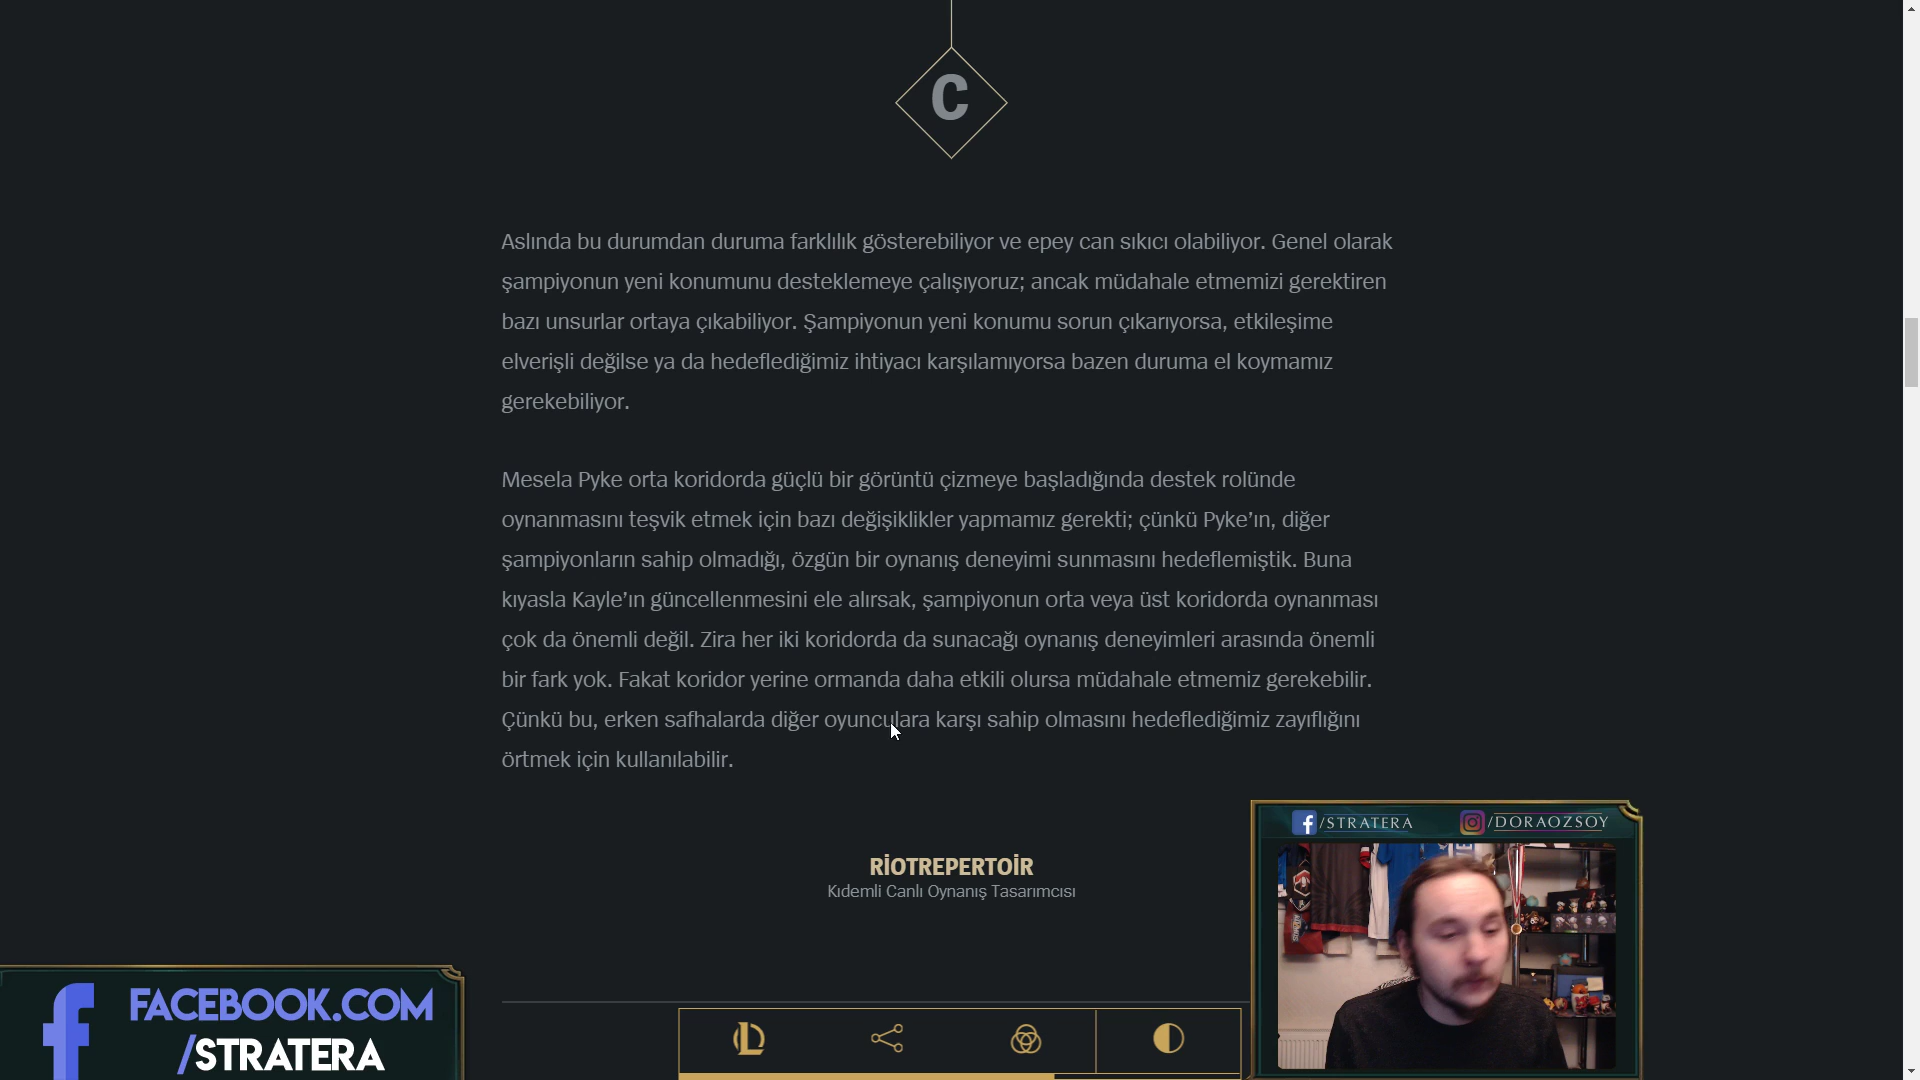 C
Aslında bu durumdan duruma farklılık gösterebiliyor ve epey can sıkıcı olabiliyor. Genel olarak
şampiyonun yeni konumunu desteklemeye çalışıyoruz; ancak müdahale etmemizi gerektiren
bazı unsurlar ortaya çıkabiliyor. Şampiyonun yeni konumu sorun çıkarıyorsa, etkileşime
elverişli değilse ya da hedeflediğimiz ihtiyacı karşılamıyorsa bazen duruma el koymamız
gerekebiliyor.
Mesela Pyke orta koridorda güçlü bir görüntü çizmeye başladığında destek rolünde
oynanmasını teşvik etmek için bazı değişiklikler yapmamız gerekti; çünkü Pyke’ın, diğer
şampiyonların sahip olmadığı, özgün bir oynanış deneyimi sunmasını hedeflemiştik. Buna
kıyasla Kayle’ın güncellenmesini ele alırsak, şampiyonun orta veya üst koridorda oynanması
çok da önemli değil. Zira her iki koridorda da sunacağı oynanış deneyimleri arasında önemli
bir fark yok. Fakat koridor yerine ormanda daha etkili olursa müdahale etmemiz gerekebilir.
Çünkü bu, erken safhalarda diğer oyunculara karşı sahip olmasını hedeflediğimiz zayıflığını
örtmek için kullanılabilir.
RİOTREPERTOİR
Kıdemli Canlı Oynanış Tasarımcısı
/STRATERA
/DORAOZSOY
FACEBOOK.COM
/STRATERA